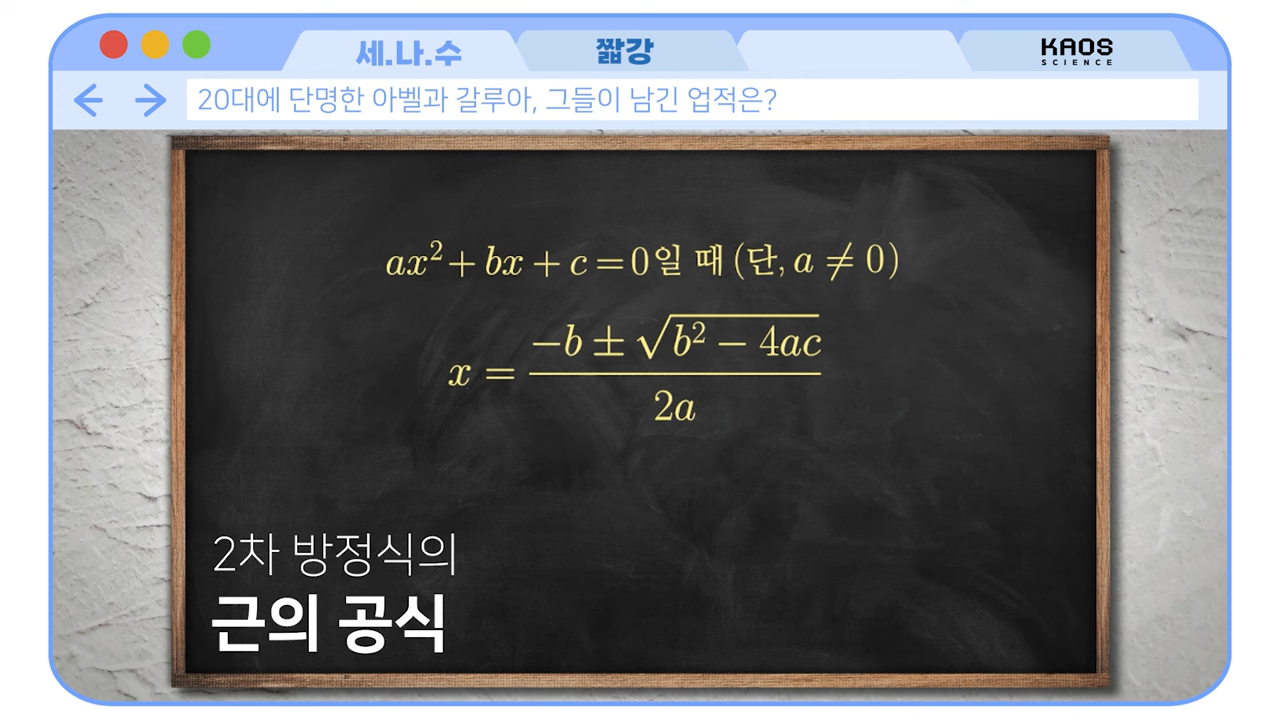 세.나.수
짧강
KAOS
SCIENCE
20대에 단명한 아벨과 갈루아, 그들이 남긴 업적은?
ax² + bx + c = 0일 때 (단, a ≠ 0)
x = \frac{-b ± \sqrt{b² - 4ac}}{2a}
2차 방정식의
근의 공식